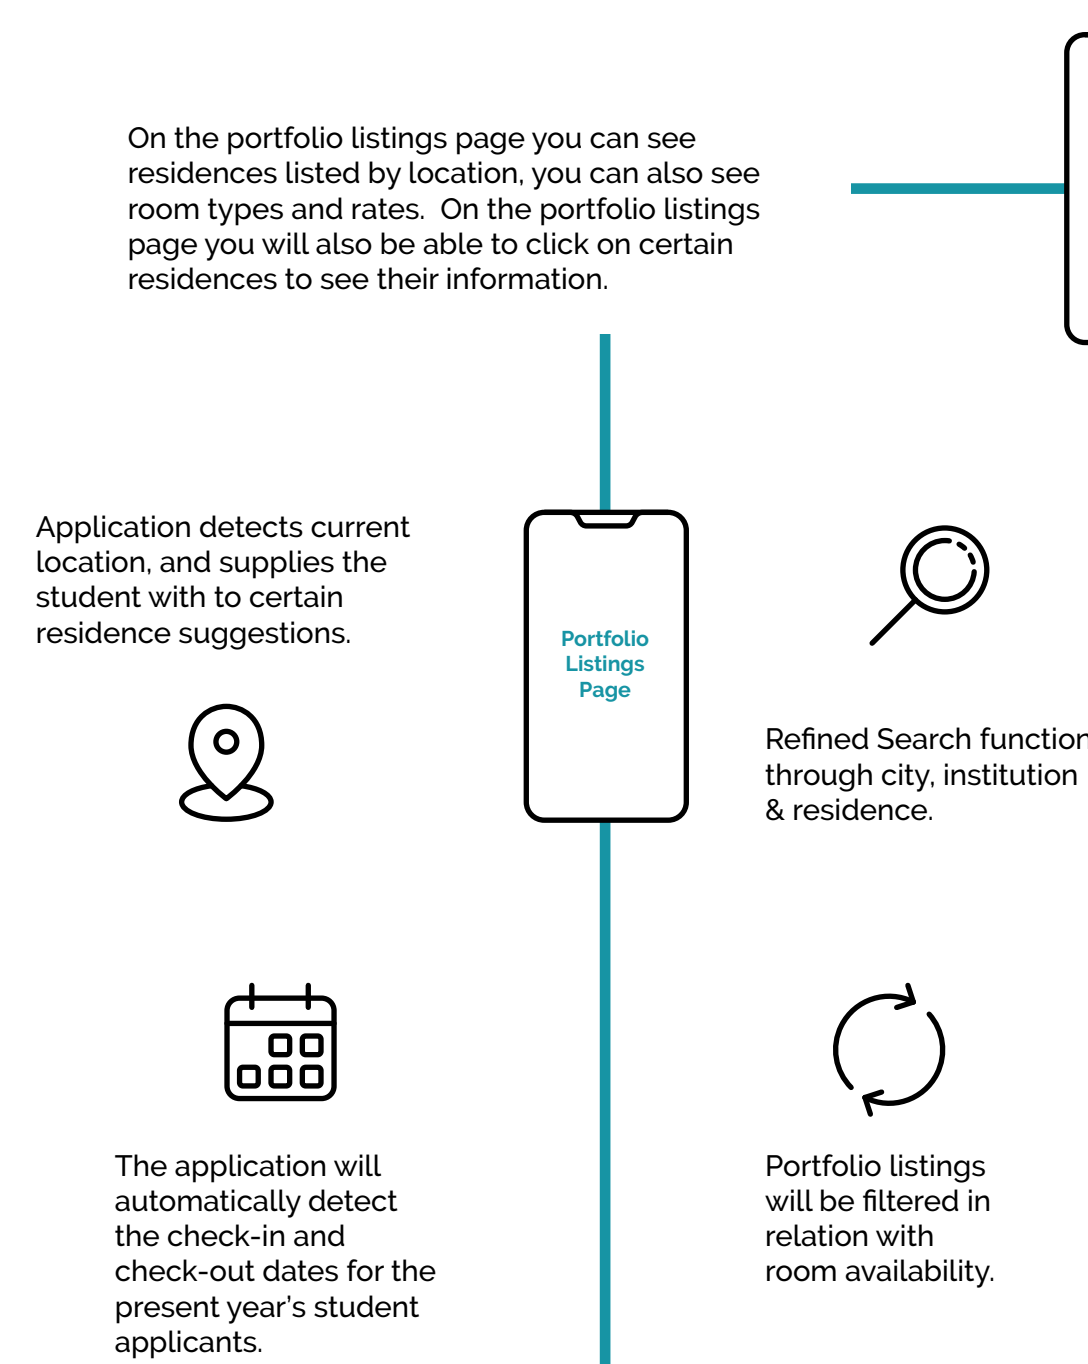 On the portfolio listings page you can see
residences listed by location, you can also see
room types and rates.  On the portfolio listings
page you will also be able to click on certain
residences to see their information.
Application detects current
location, and supplies the
student with to certain
residence suggestions.
Portfolio
Listings
Page
Refined Search function
through city, institution
& residence.
The application will
automatically detect
the check-in and
check-out dates for the
present year’s student
applicants.
Portfolio listings
will be filtered in
relation with
room availability.